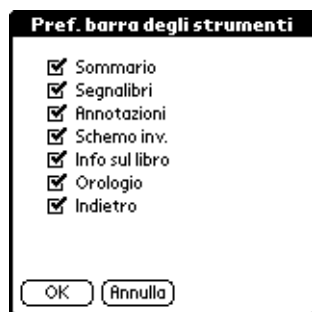 Pref. barra degli strumenti
Sommario
Segnalibri
Annotazioni
Schemo inv.
Info sul libro
Orologio
Indietro
OK Annulla